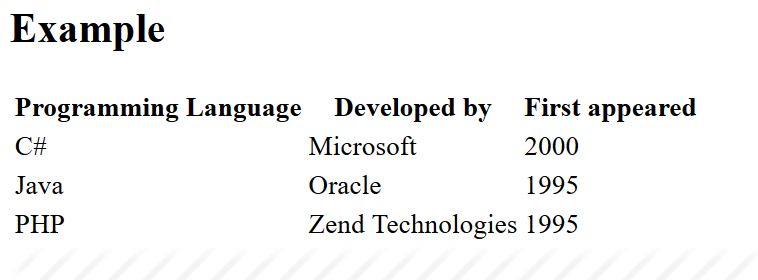 Example
Programming Language Developed by First appeared
C# Microsoft 2000
Java Oracle 1995
PHP Zend Technologies 1995